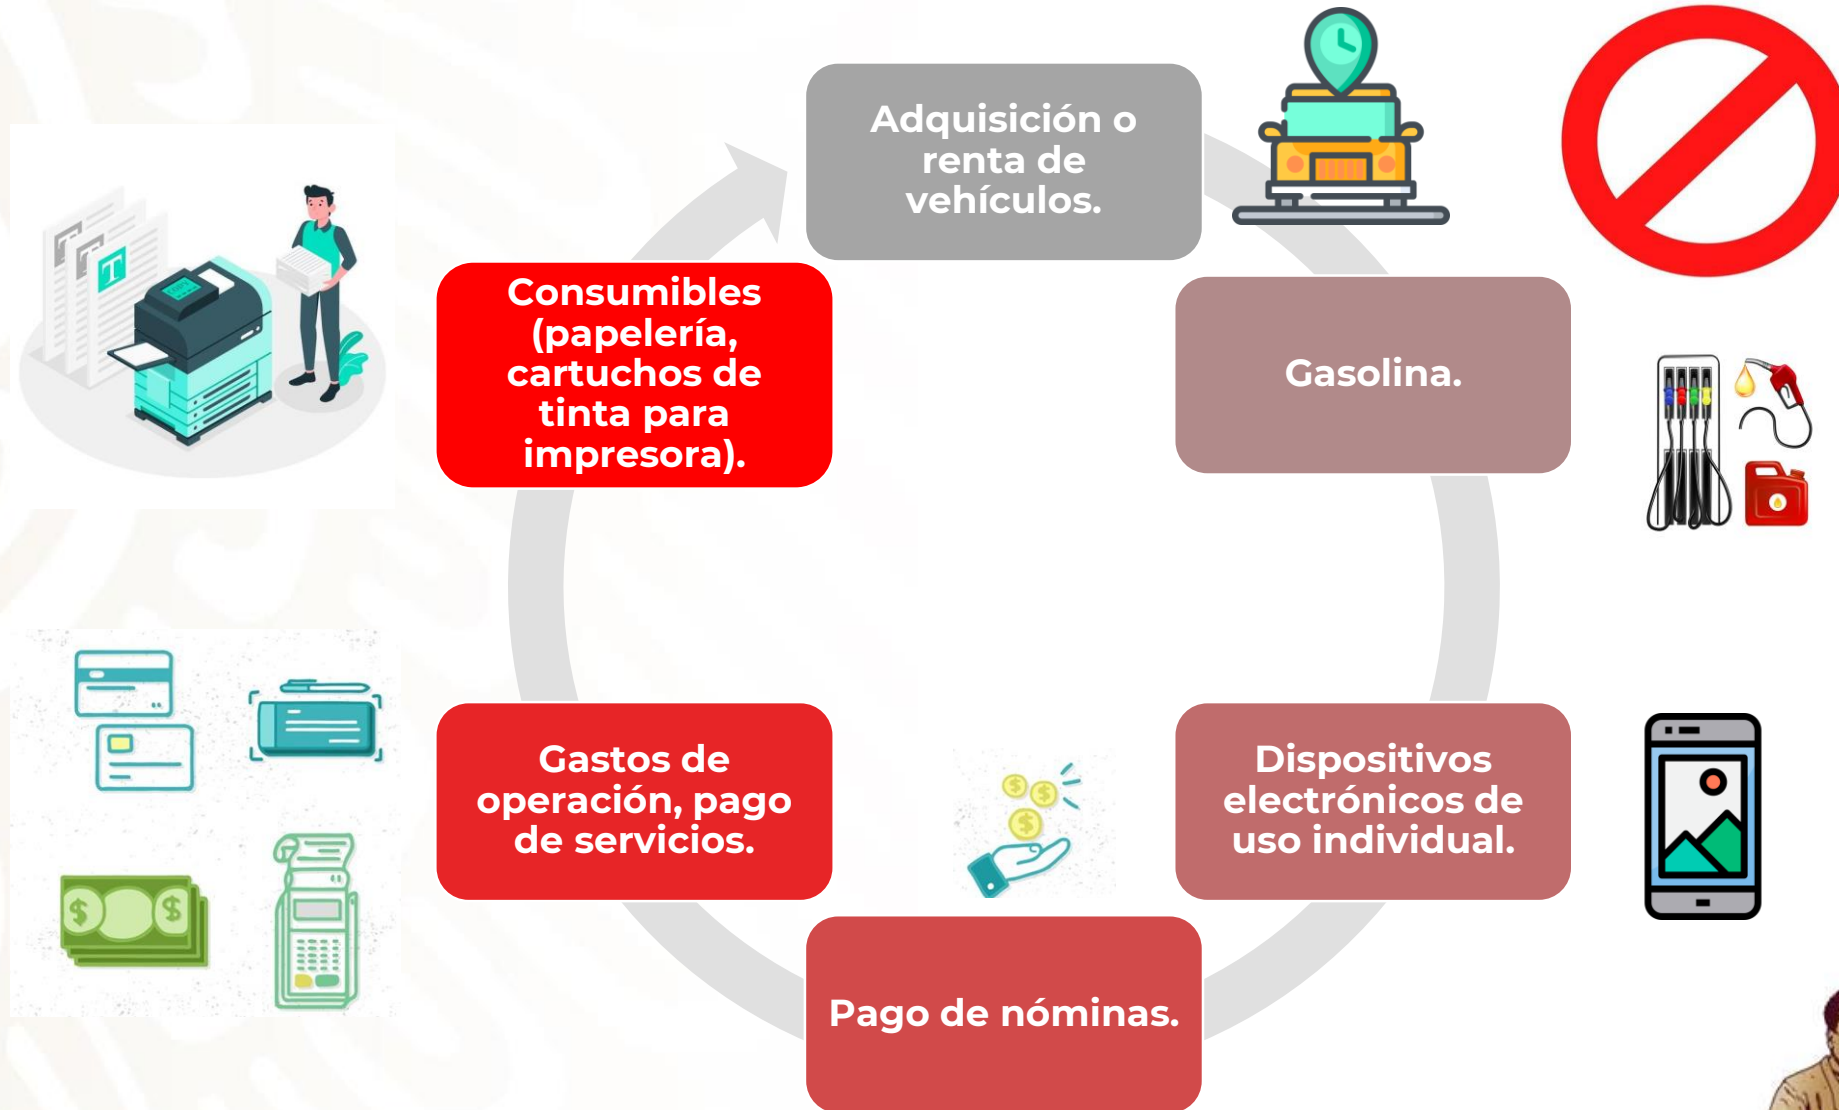 Adquisición o
renta de
vehículos.
Gasolina.
Dispositivos
electrónicos de
uso individual.
Pago de nóminas.
Gastos de
operación, pago
de servicios.
Consumibles
(papelería,
cartuchos de
tinta para
impresora).
T
$ $
$
$ $